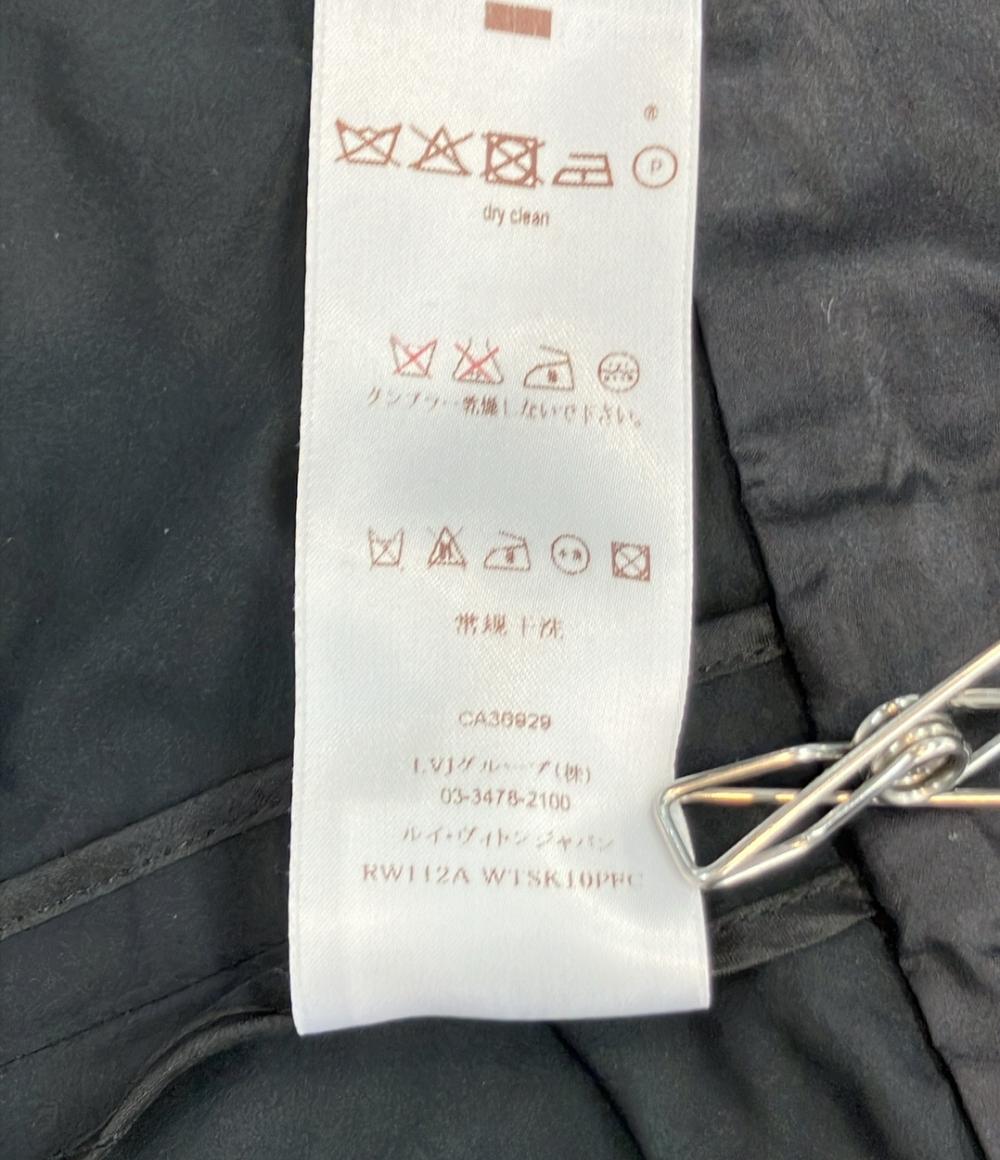 ®
P
dry clean
タンブラー乾燥しないで下さい。
常规干洗
CA36929
LVJグループ(株)
03-3478-2100
ルイ・ヴィトンジャパン
RW112A WTSK10PFC